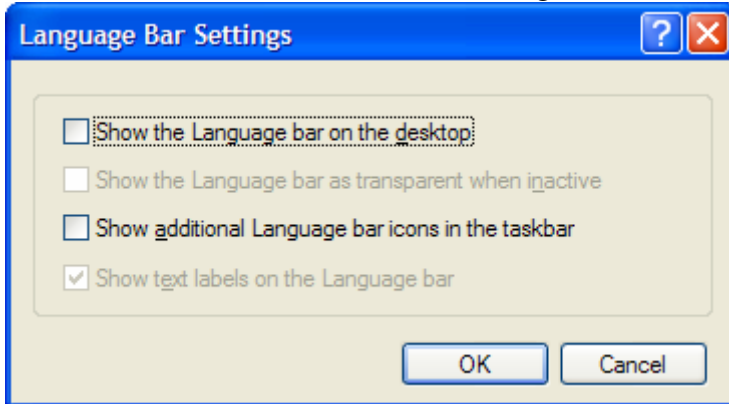 Language Bar Settings
Show the Language bar on the desktop
Show the Language bar as transparent when inactive
Show additional Language bar icons in the taskbar
Show text labels on the Language bar
OK Cancel